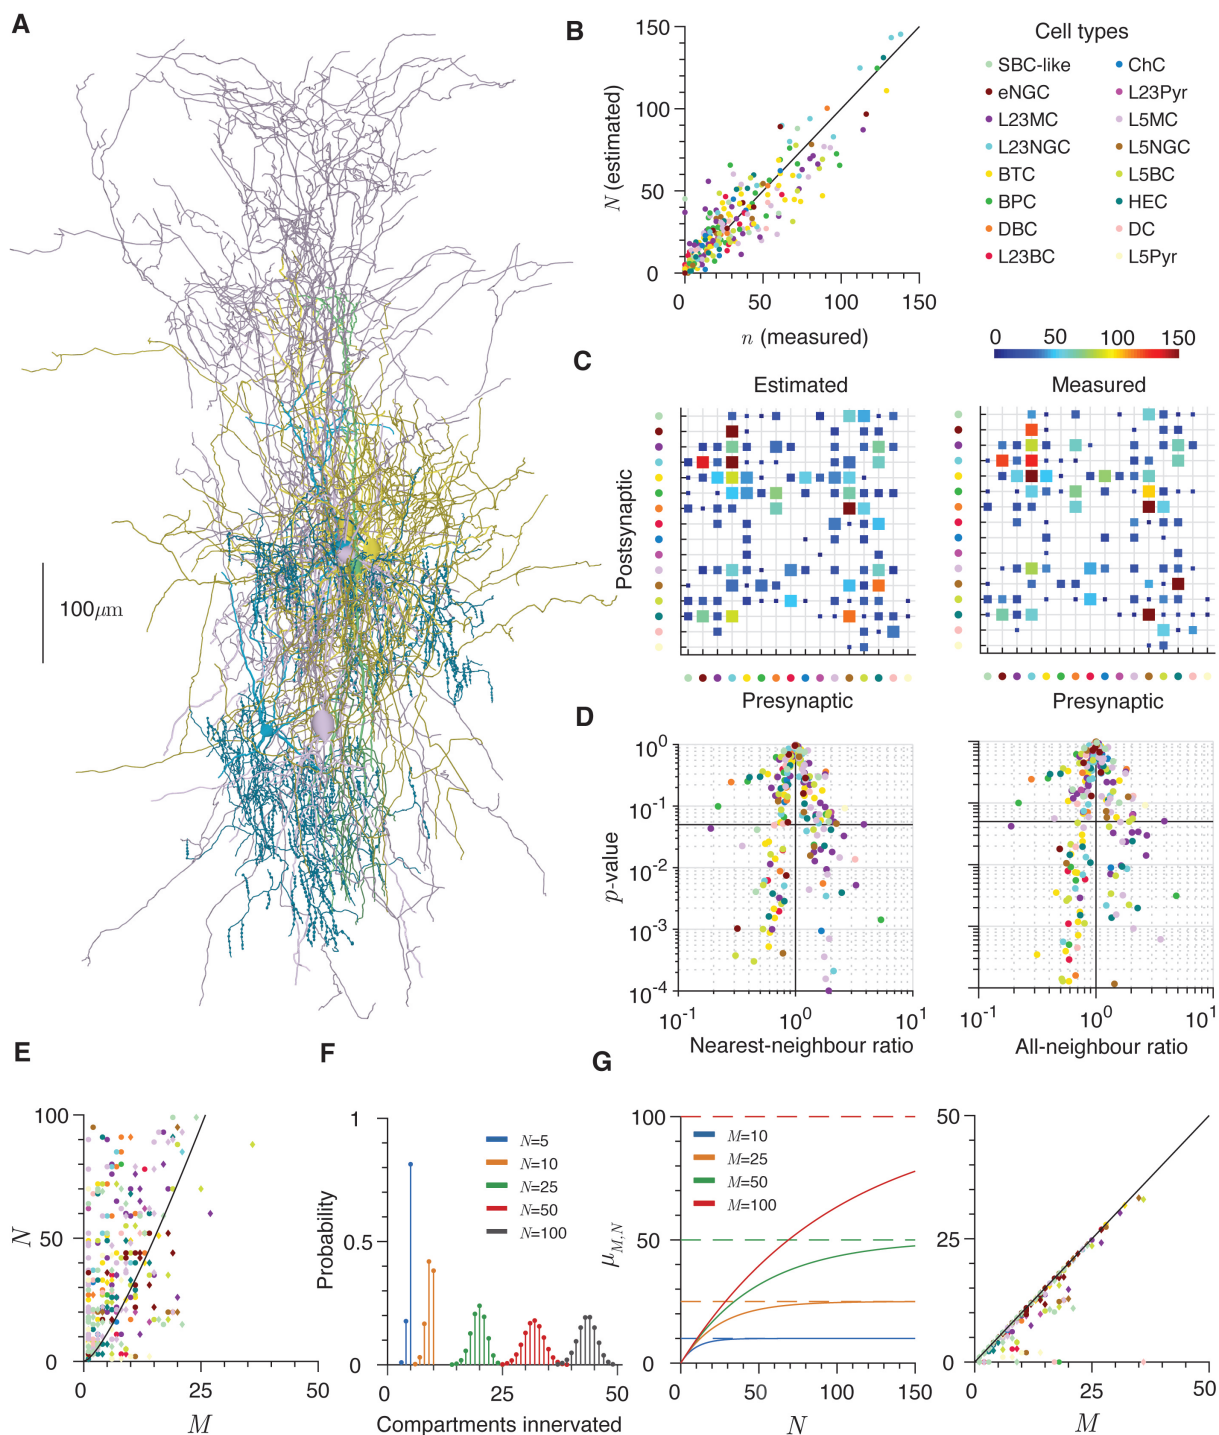 A
100μm
B
150
100
50
0
0
50
100
150
N (estimated)
n (measured)
Cell types
SBC-like
eNGC
L23MC
L23NGC
BTC
BPC
DBC
L23BC
ChC
L23Pyr
L5MC
L5NGC
L5BC
HEC
DC
L5Pyr
0
50
100
150
C
Estimated
Measured
Postsynaptic
Presynaptic
Presynaptic
D
10^0
10^-1
10^-2
10^-3
10^-4
p-value
10^-1
10^0
10^1
Nearest-neighbour ratio
10^-1
10^0
10^1
All-neighbour ratio
E
100
50
0
N
0
25
50
M
F
1
0.5
0
Probability
N=5
N=10
N=25
N=50
N=100
0
25
50
Compartments innervated
G
100
50
0
μM,N
M=10
M=25
M=50
M=100
0
50
100
150
N
50
25
0
0
25
50
M